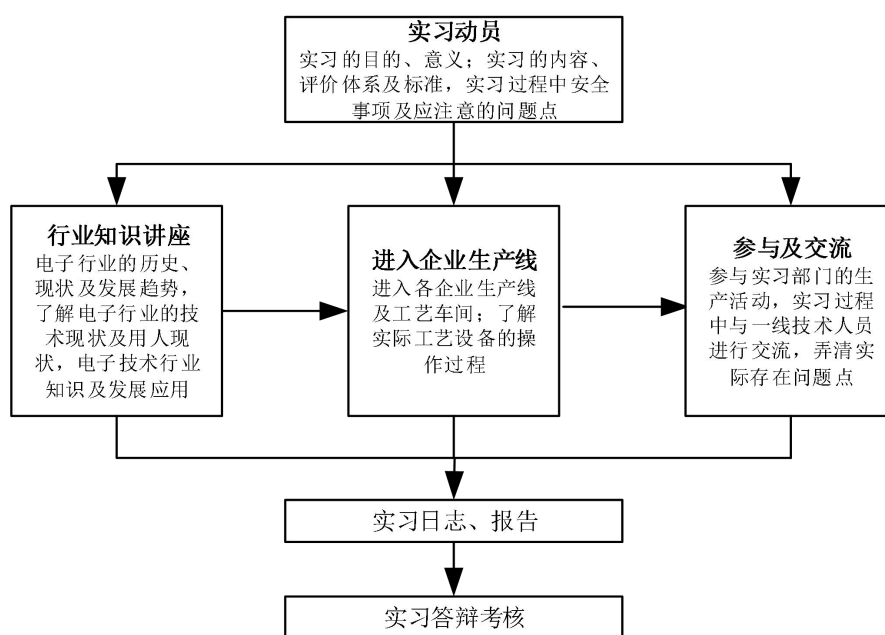 实习动员
实习的目的、意义；实习的内容、
评价体系及标准，实习过程中安全
事项及应注意的问题点
行业知识讲座
电子行业的历史、
现状及发展趋势，
了解电子行业的技
术现状及用人现
状，电子技术行业
知识及发展应用
进入企业生产线
进入各企业生产线
及工艺车间；了解
实际工艺设备的操
作过程
参与及交流
参与实习部门的生
产活动，实习过程
中与一线技术人员
进行交流，弄清实
际存在问题点
实习日志、报告
实习答辩考核